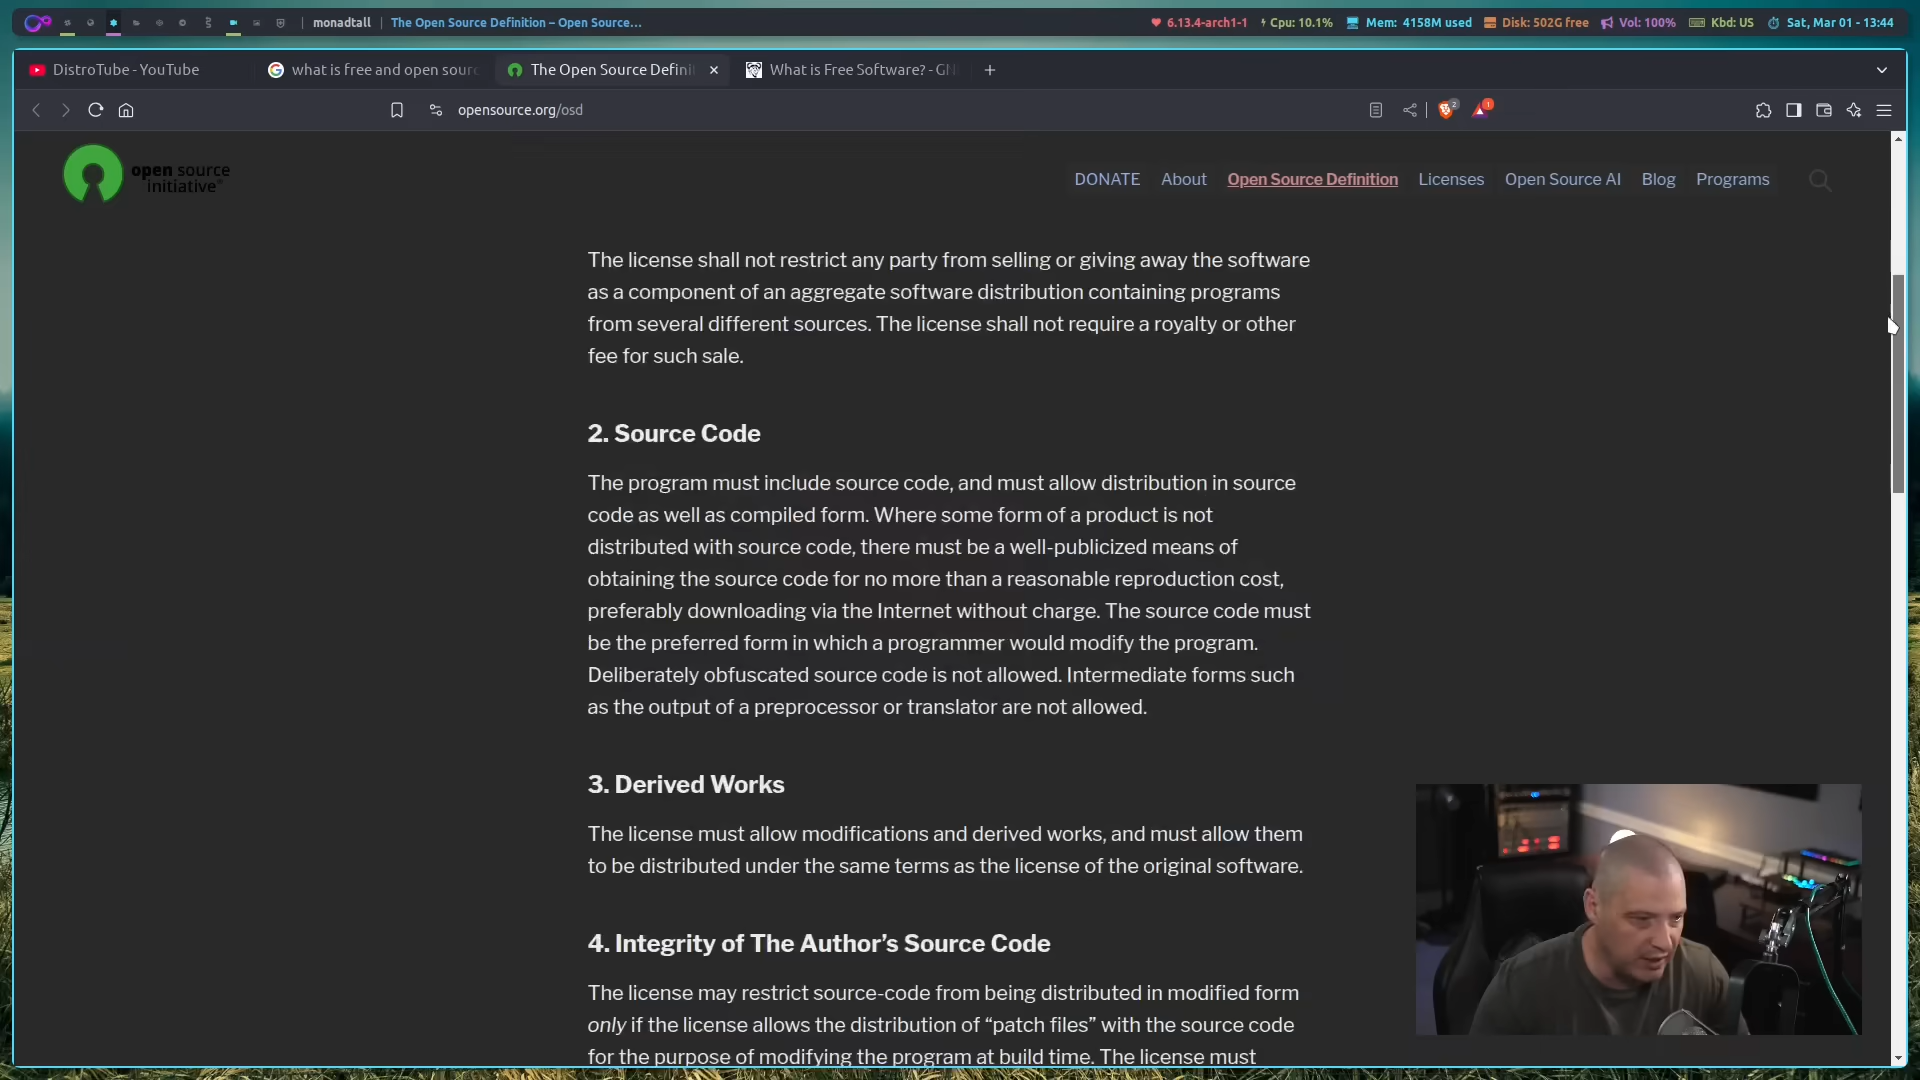 monadtall | The Open Source Definition – Open Source...
6.13.4-arch1-1
Cpu: 10.1%
Mem: 4158M used
Disk: 502G free
Vol: 100%
Kbd: US
Sat, Mar 01 - 13:44
DistroTube - YouTube
what is free and open sourc
The Open Source Defini
What is Free Software? - GN
opensource.org/osd
2
1
open source
initiative®
DONATE
About
Open Source Definition
Licenses
Open Source AI
Blog
Programs
The license shall not restrict any party from selling or giving away the software
as a component of an aggregate software distribution containing programs
from several different sources. The license shall not require a royalty or other
fee for such sale.
2. Source Code
The program must include source code, and must allow distribution in source
code as well as compiled form. Where some form of a product is not
distributed with source code, there must be a well-publicized means of
obtaining the source code for no more than a reasonable reproduction cost,
preferably downloading via the Internet without charge. The source code must
be the preferred form in which a programmer would modify the program.
Deliberately obfuscated source code is not allowed. Intermediate forms such
as the output of a preprocessor or translator are not allowed.
3. Derived Works
The license must allow modifications and derived works, and must allow them
to be distributed under the same terms as the license of the original software.
4. Integrity of The Author’s Source Code
The license may restrict source-code from being distributed in modified form
only if the license allows the distribution of “patch files” with the source code
for the purpose of modifying the program at build time. The license must